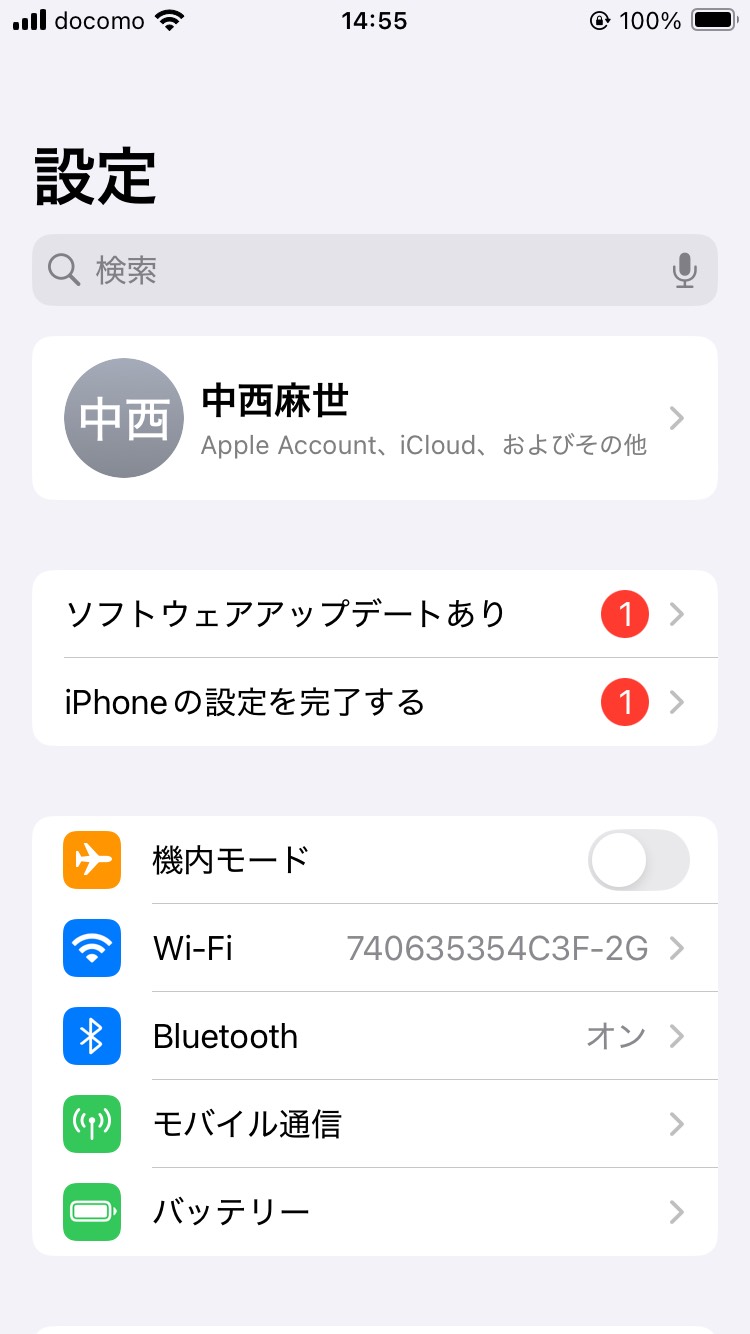 docomo 14:55 100%
設定
検索
中西
中西麻世
Apple Account、iCloud、およびその他
ソフトウェアアップデートあり 1
iPhoneの設定を完了する 1
機内モード
Wi-Fi 740635354C3F-2G
Bluetooth オン
モバイル通信
バッテリー